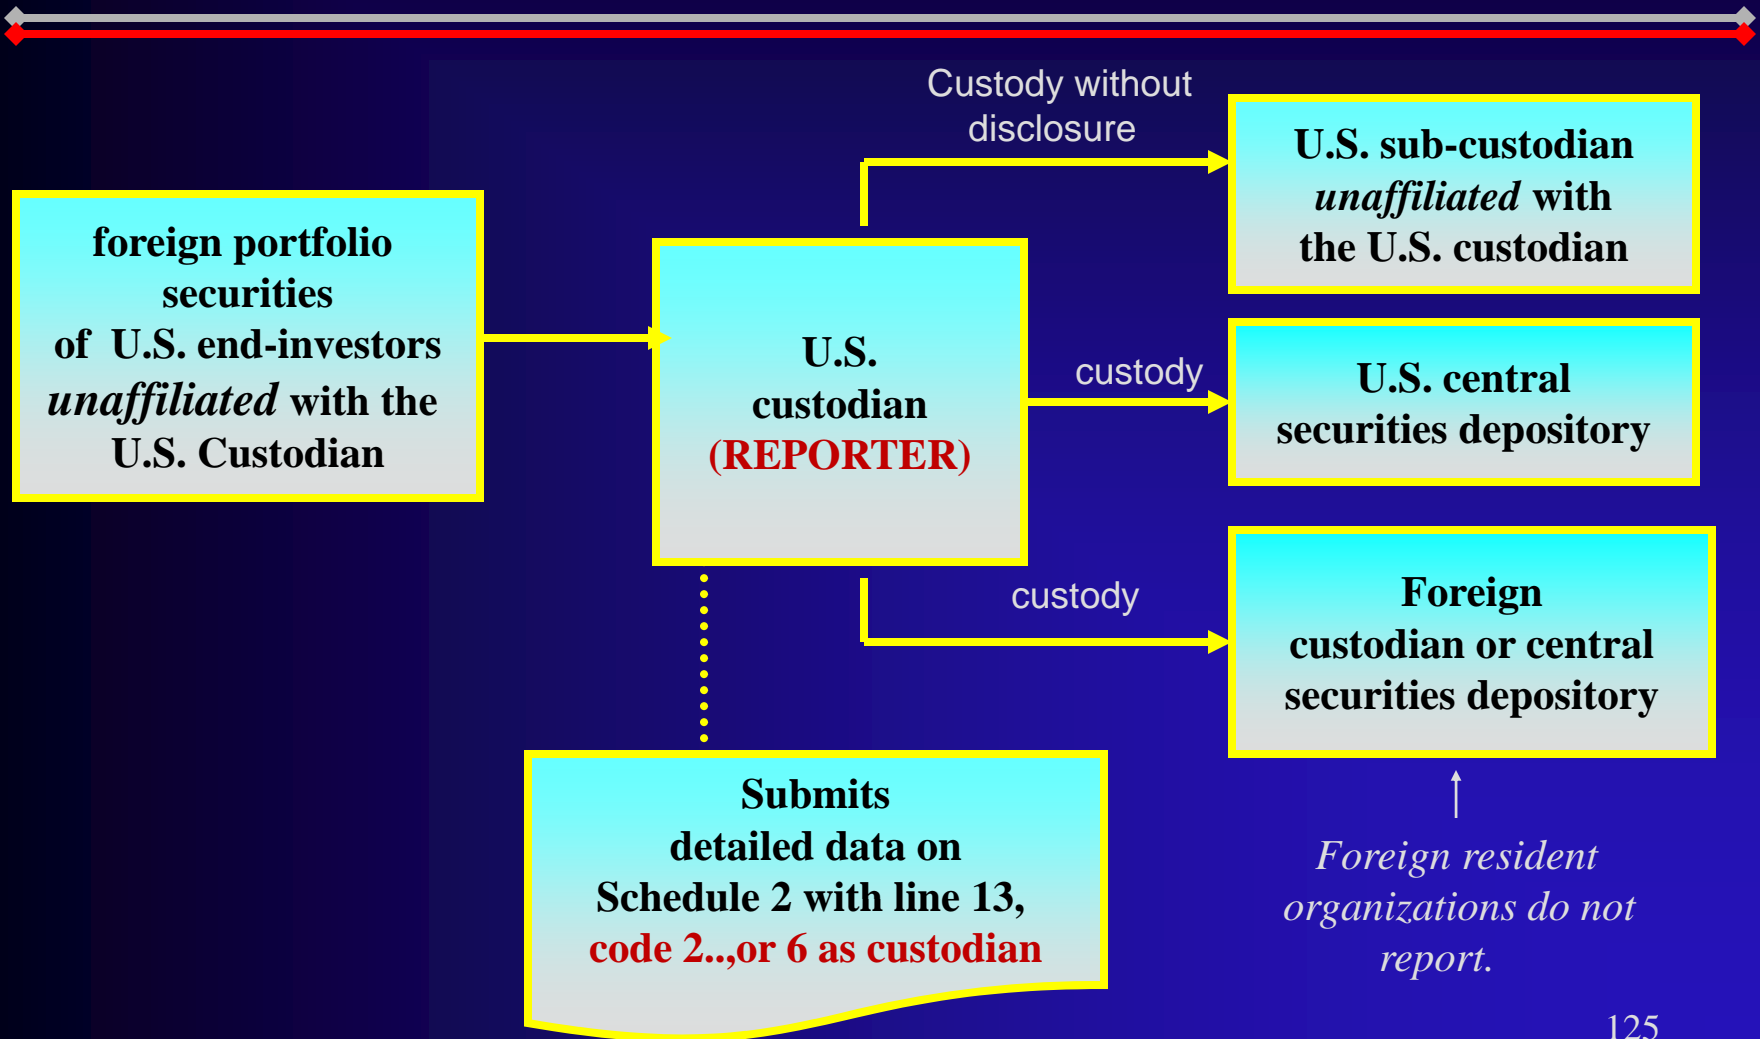 Custody without
disclosure
U.S. sub-custodian
unaffiliated with
the U.S. custodian
foreign portfolio
securities
of U.S. end-investors
unaffiliated with the
U.S. Custodian
U.S.
custodian
(REPORTER)
custody
U.S. central
securities depository
custody
Foreign
custodian or central
securities depository
Submits
detailed data on
Schedule 2 with line 13,
code 2..,or 6 as custodian
Foreign resident
organizations do not
report.
125